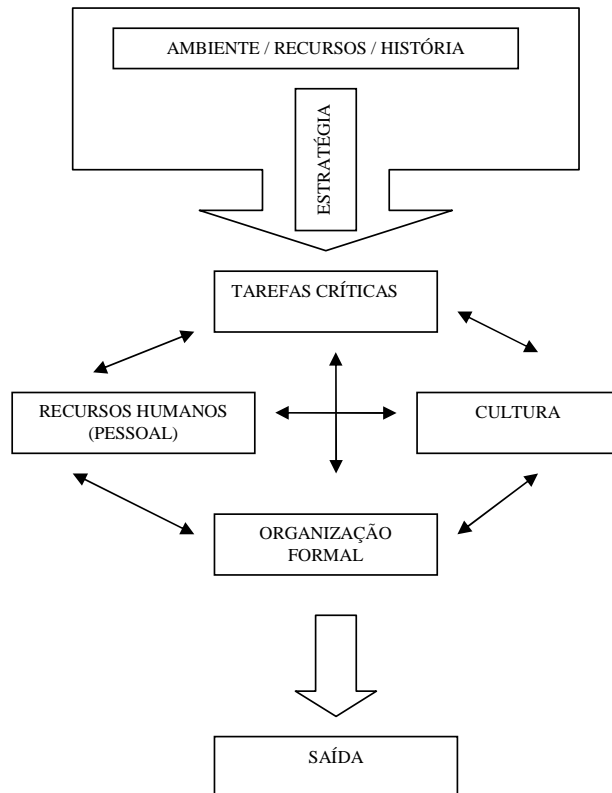 AMBIENTE / RECURSOS / HISTÓRIA
ESTRATÉGIA
TAREFAS CRÍTICAS
RECURSOS HUMANOS
(PESSOAL)
CULTURA
ORGANIZAÇÃO
FORMAL
SAÍDA